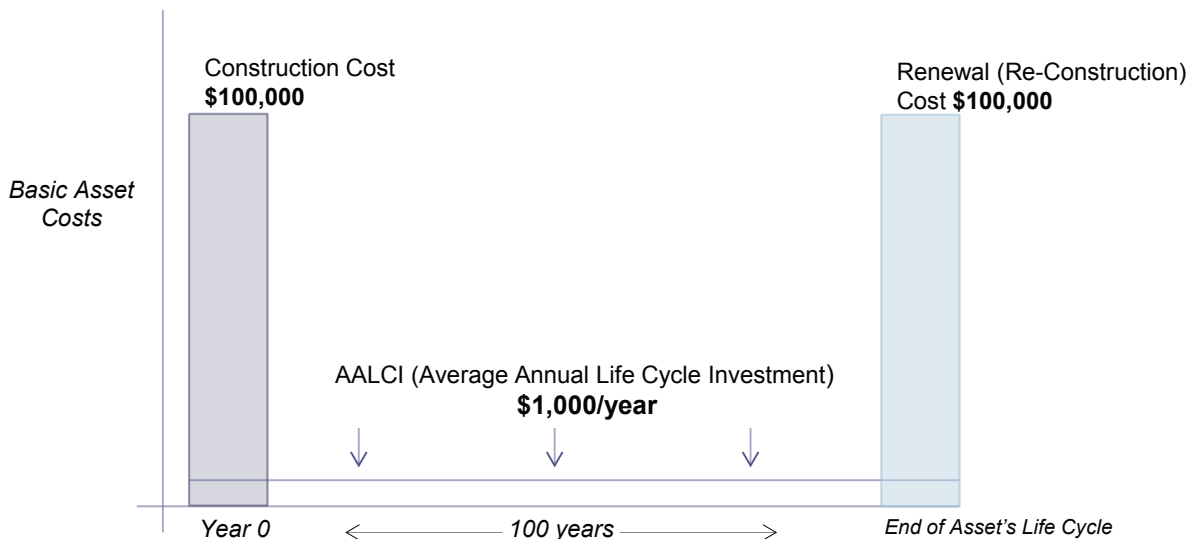 Construction Cost
$100,000
Renewal (Re-Construction)
Cost $100,000
Basic Asset
Costs
AALCI (Average Annual Life Cycle Investment)
$1,000/year
Year 0
100 years
End of Asset's Life Cycle